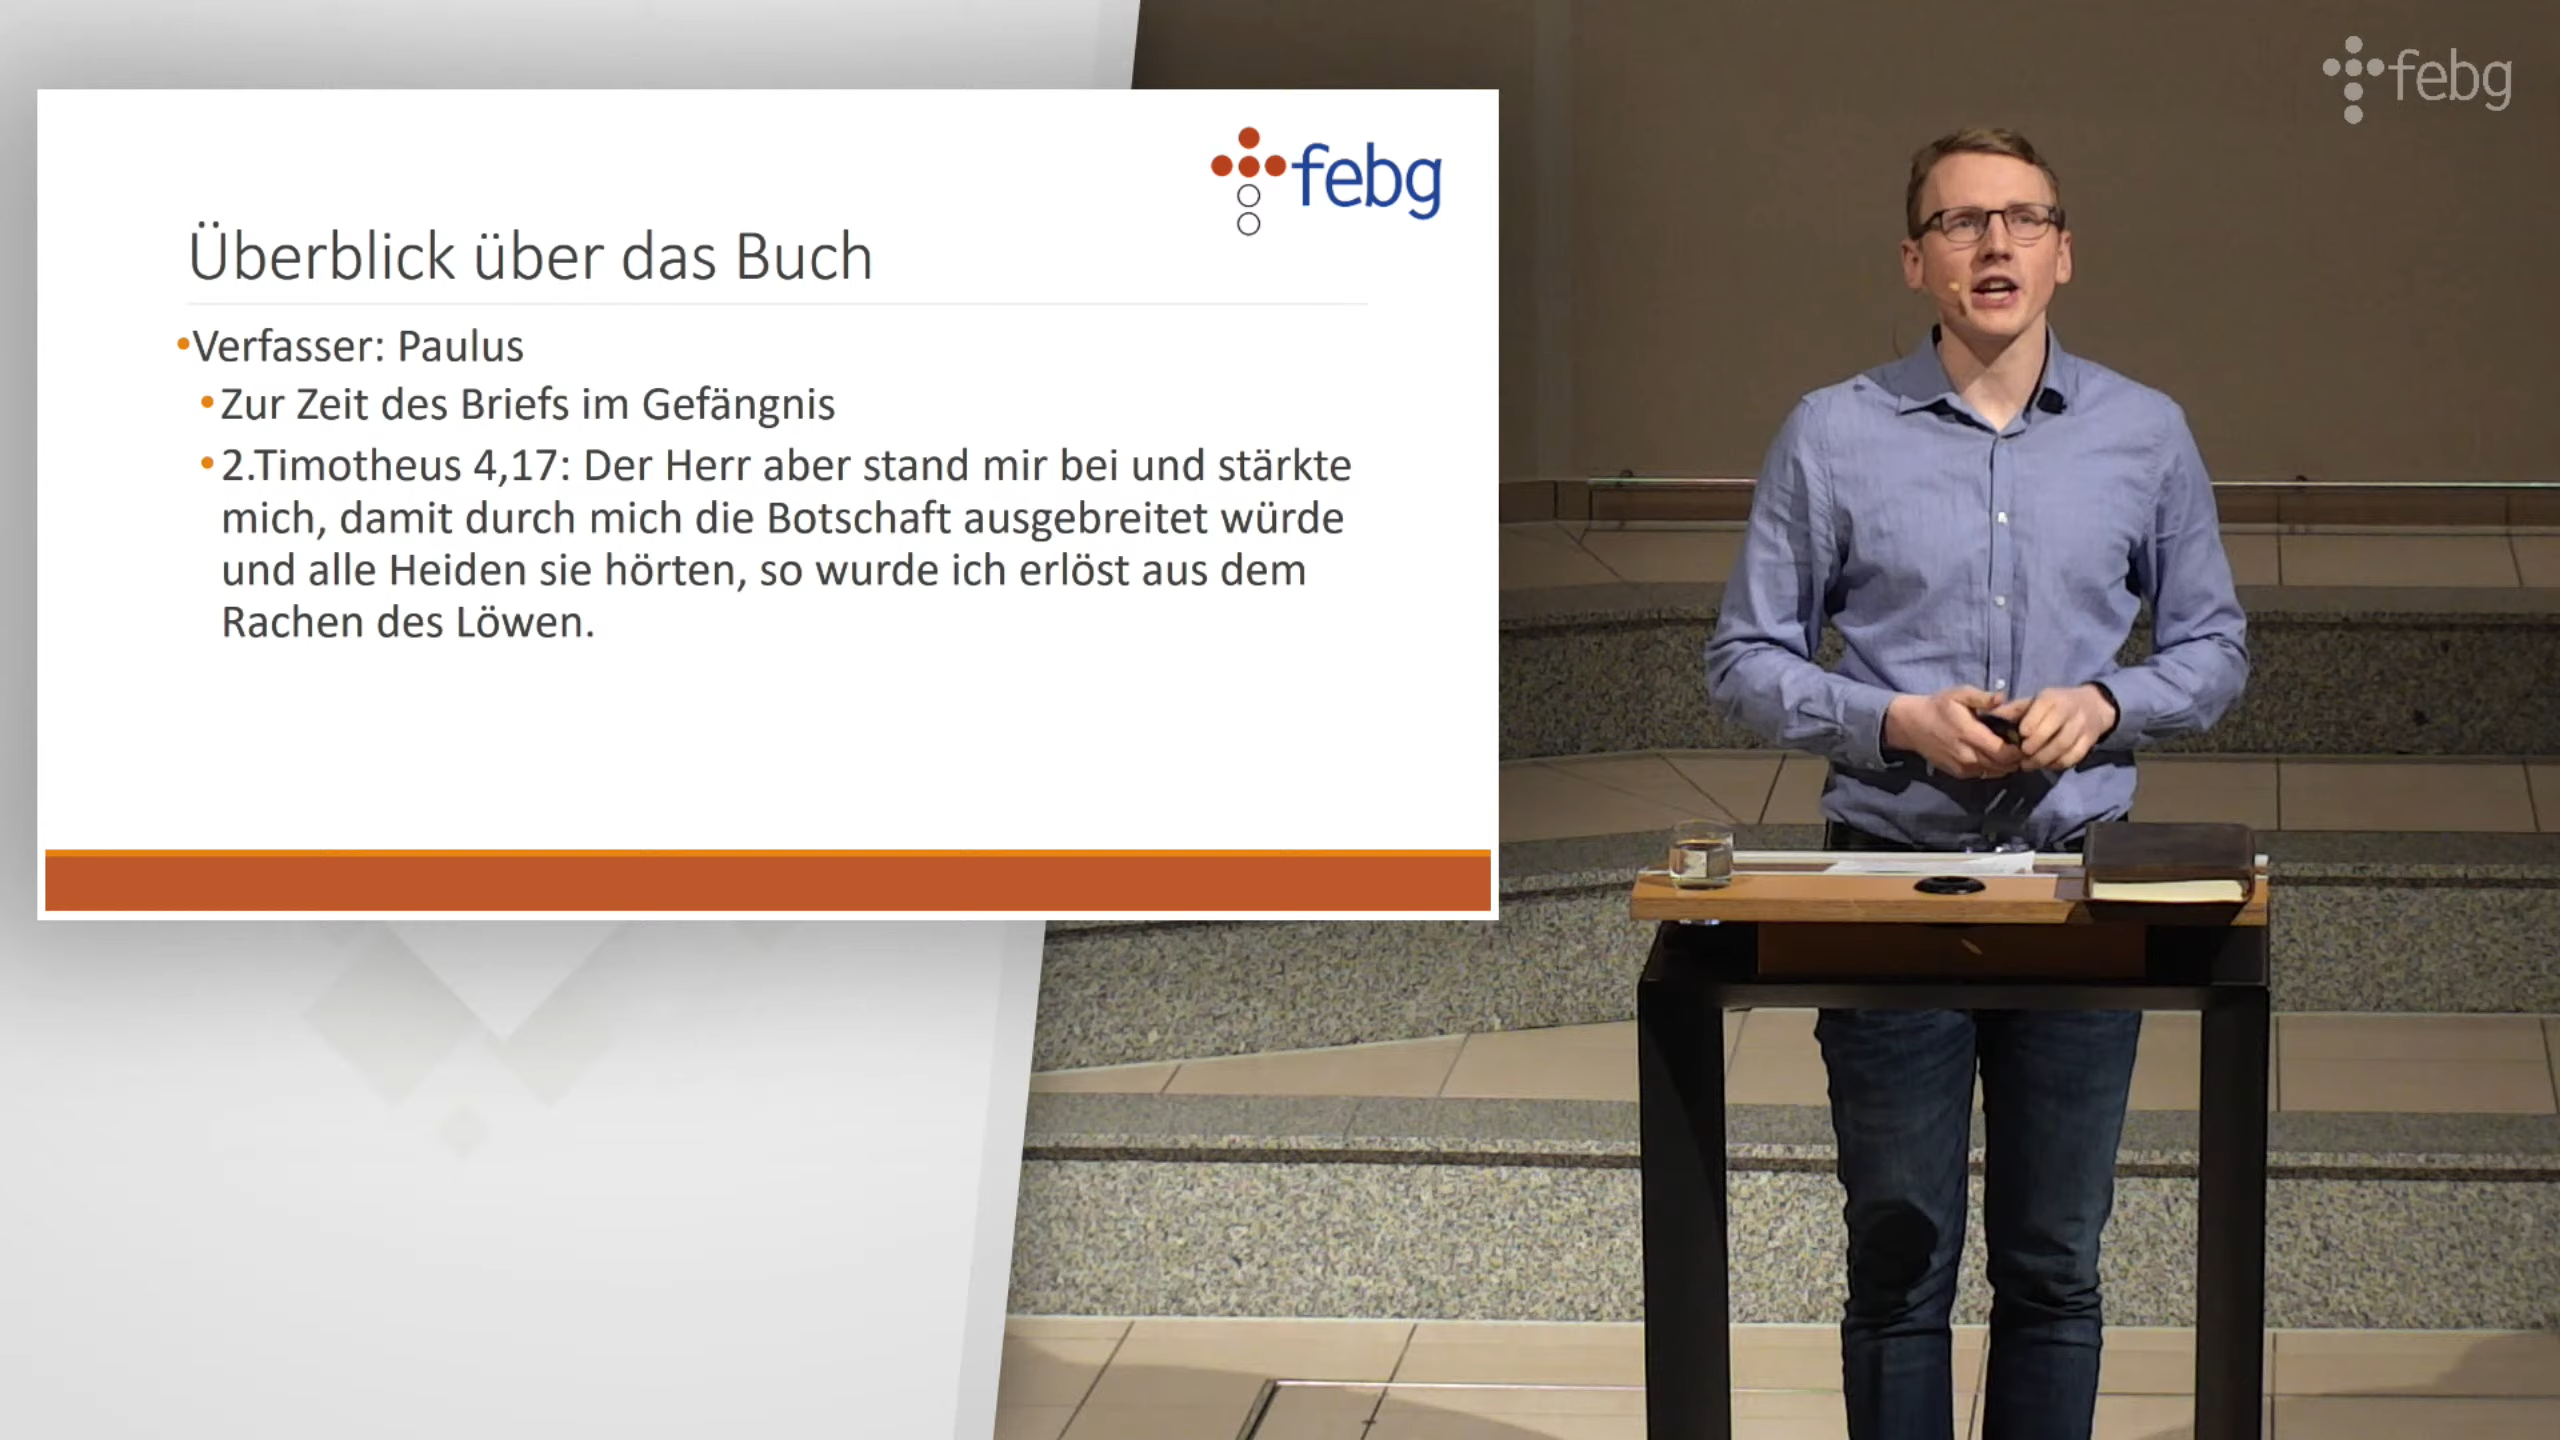 febg
febg
Überblick über das Buch
•Verfasser: Paulus
•Zur Zeit des Briefs im Gefängnis
•2.Timotheus 4,17: Der Herr aber stand mir bei und stärkte
mich, damit durch mich die Botschaft ausgebreitet würde
und alle Heiden sie hörten, so wurde ich erlöst aus dem
Rachen des Löwen.